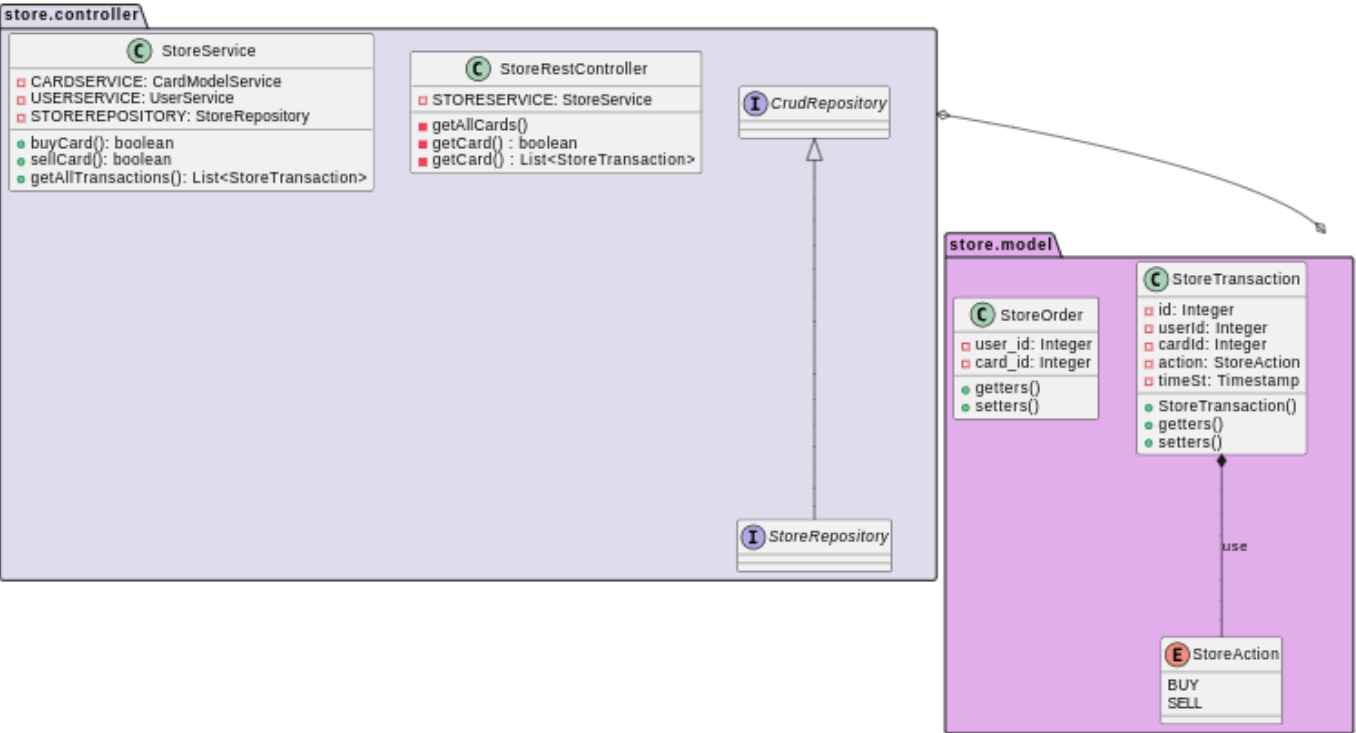 store.controller
C StoreService
CARDSERVICE: CardModelService
USERSERVICE: UserService
STOREREPOSITORY: StoreRepository
buyCard(): boolean
sellCard(): boolean
getAllTransactions(): List<StoreTransaction>
C StoreRestController
STORESERVICE: StoreService
getAllCards()
getCard() : boolean
getCard() : List<StoreTransaction>
I CrudRepository
I StoreRepository
store.model
C StoreOrder
user_id: Integer
card_id: Integer
getters()
setters()
C StoreTransaction
id: Integer
userId: Integer
cardId: Integer
action: StoreAction
timeSt: Timestamp
StoreTransaction()
getters()
setters()
use
E StoreAction
BUY
SELL